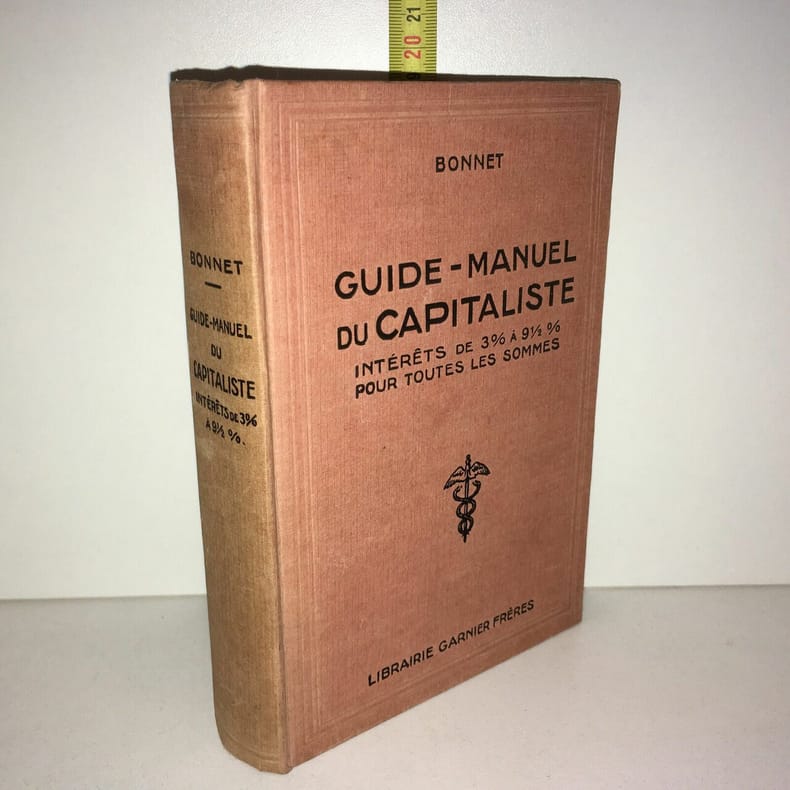 21
20
BONNET
GUIDE-MANUEL
DU CAPITALISTE
INTÉRÊTS DE 3% À 9½ %
POUR TOUTES LES SOMMES
LIBRAIRIE GARNIER FRÈRES
BONNET
GUIDE-MANUEL
DU
CAPITALISTE
INTÉRÊTS DE 3%
À 9½ %.